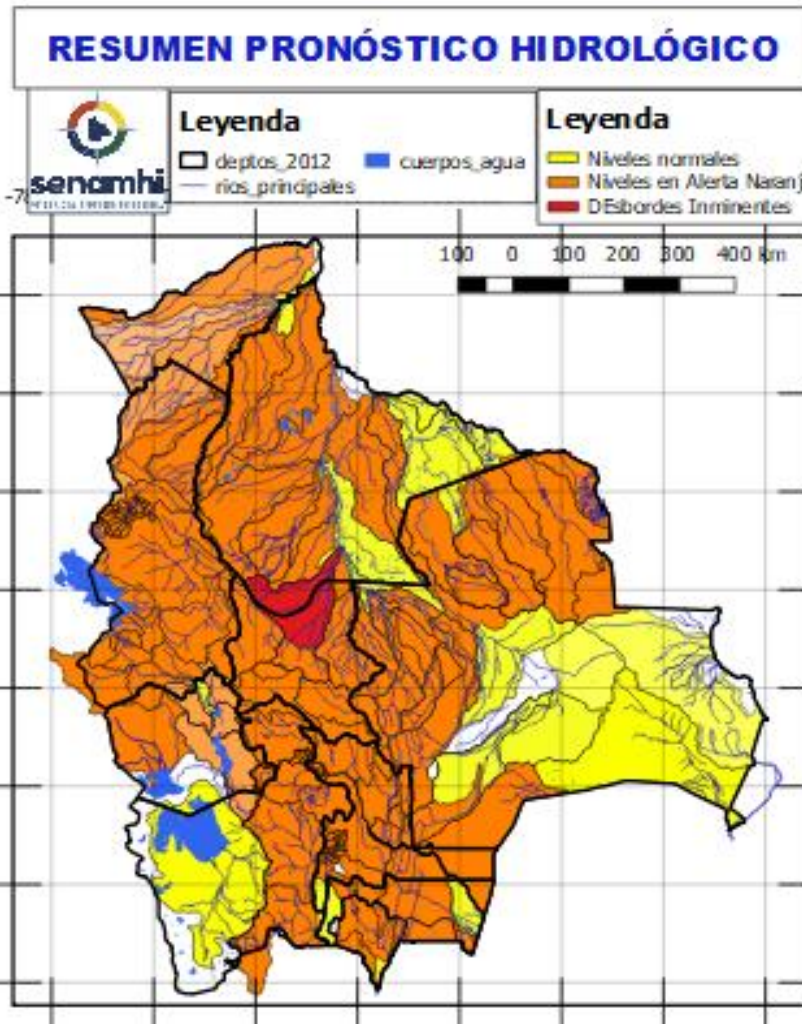 RESUMEN PRONÓSTICO HIDROLÓGICO
senamhi
Leyenda
deptos_2012
cuerpos_agua
rios_principales
Leyenda
Niveles normales
Niveles en Alerta Naranj
DEsbordes Inminentes
100 0 100 200 300 400 km